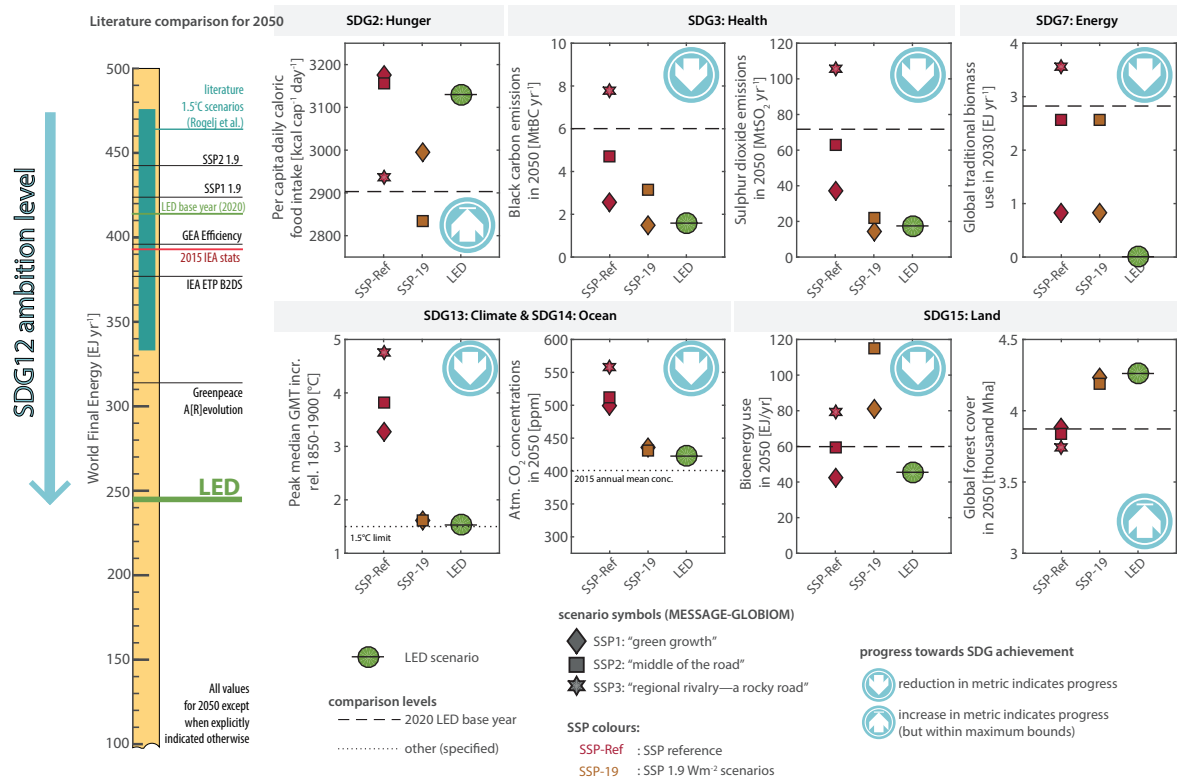 Literature comparison for 2050
SDG2: Hunger
SDG3: Health
SDG7: Energy
SDG12 ambition level
World Final Energy [EJ yr⁻¹]
500
450
400
350
300
250
200
150
100
literature
1.5°C scenarios
(Rogelj et al.)
SSP2 1.9
SSP1 1.9
LED base year (2020)
GEA Efficiency
2015 IEA stats
IEA ETP B2DS
Greenpeace
A[R]evolution
LED
All values
for 2050 except
when explicitly
indicated otherwise
Per capita daily caloric
food intake [kcal cap⁻¹ day⁻¹]
3200
3100
3000
2900
2800
SSP-Ref
SSP-19
LED
Black carbon emissions
in 2050 [MtBC yr⁻¹]
10
8
6
4
2
0
SSP-Ref
SSP-19
LED
Sulphur dioxide emissions
in 2050 [MtSO₂ yr⁻¹]
120
100
80
60
40
20
0
SSP-Ref
SSP-19
LED
Global traditional biomass
use in 2030 [EJ yr⁻¹]
4
3
2
1
0
SSP-Ref
SSP-19
LED
SDG13: Climate & SDG14: Ocean
SDG15: Land
Peak median GMT incr.
rel. 1850-1900 [°C]
5
4
3
2
1
1.5°C limit
SSP-Ref
SSP-19
LED
Atm. CO₂ concentrations
in 2050 [ppm]
600
550
500
450
400
350
300
2015 annual mean conc.
SSP-Ref
SSP-19
LED
Bioenergy use
in 2050 [EJ/yr]
120
100
80
60
40
20
0
SSP-Ref
SSP-19
LED
Global forest cover
in 2050 [thousand Mha]
4.5
4
3.5
3
SSP-Ref
SSP-19
LED
LED scenario
comparison levels
2020 LED base year
other (specified)
scenario symbols (MESSAGE-GLOBIOM)
SSP1: “green growth”
SSP2: “middle of the road”
SSP3: “regional rivalry—a rocky road”
SSP colours:
SSP-Ref : SSP reference
SSP-19 : SSP 1.9 Wm⁻² scenarios
progress towards SDG achievement
reduction in metric indicates progress
increase in metric indicates progress
(but within maximum bounds)